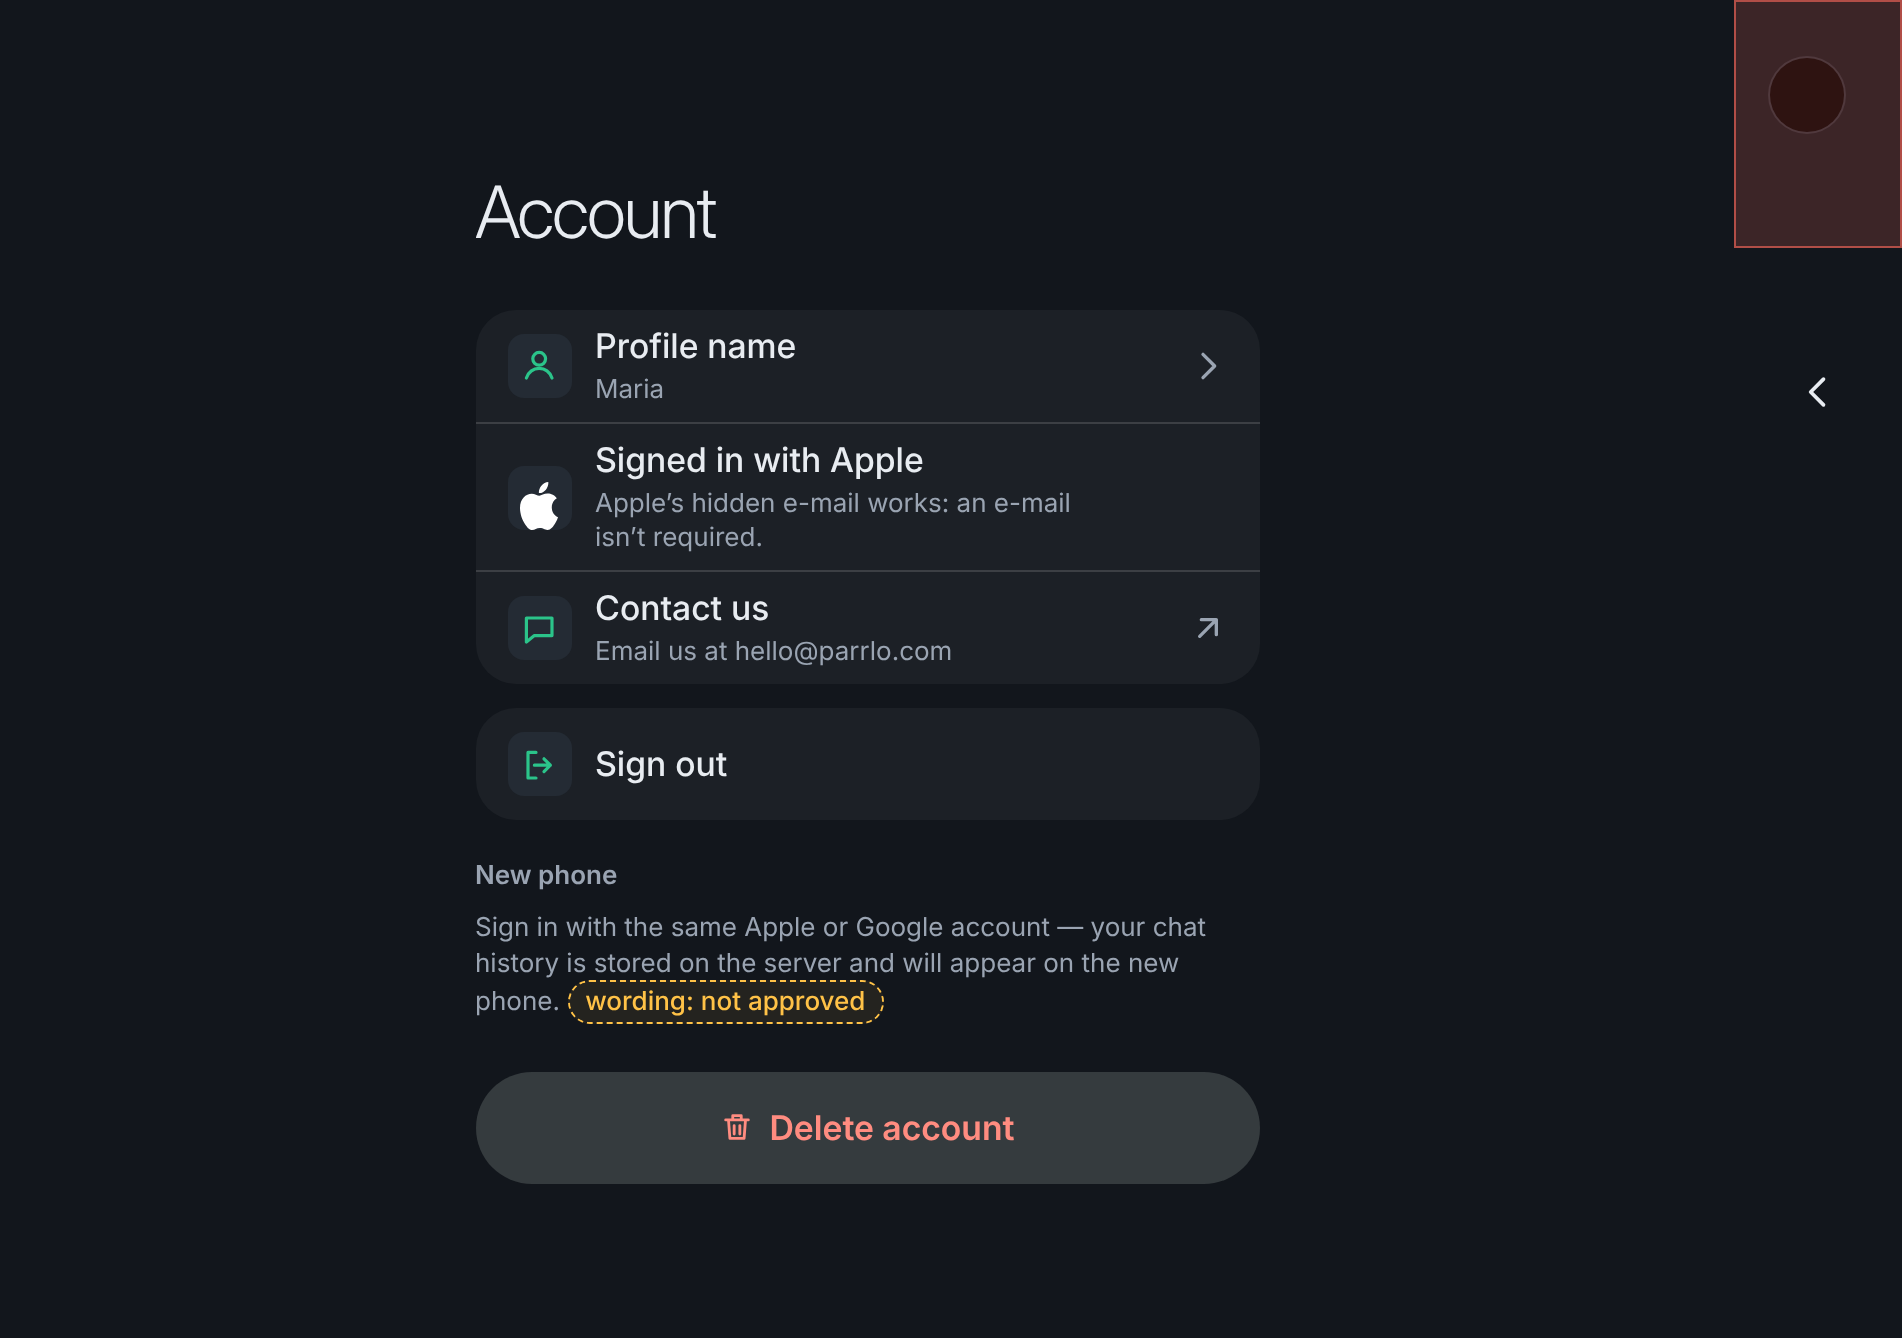 Account
Profile name
Maria
Signed in with Apple
Apple’s hidden e-mail works: an e-mail
isn’t required.
Contact us
Email us at hello@parrlo.com
Sign out
New phone
Sign in with the same Apple or Google account — your chat
history is stored on the server and will appear on the new
phone. wording: not approved
Delete account